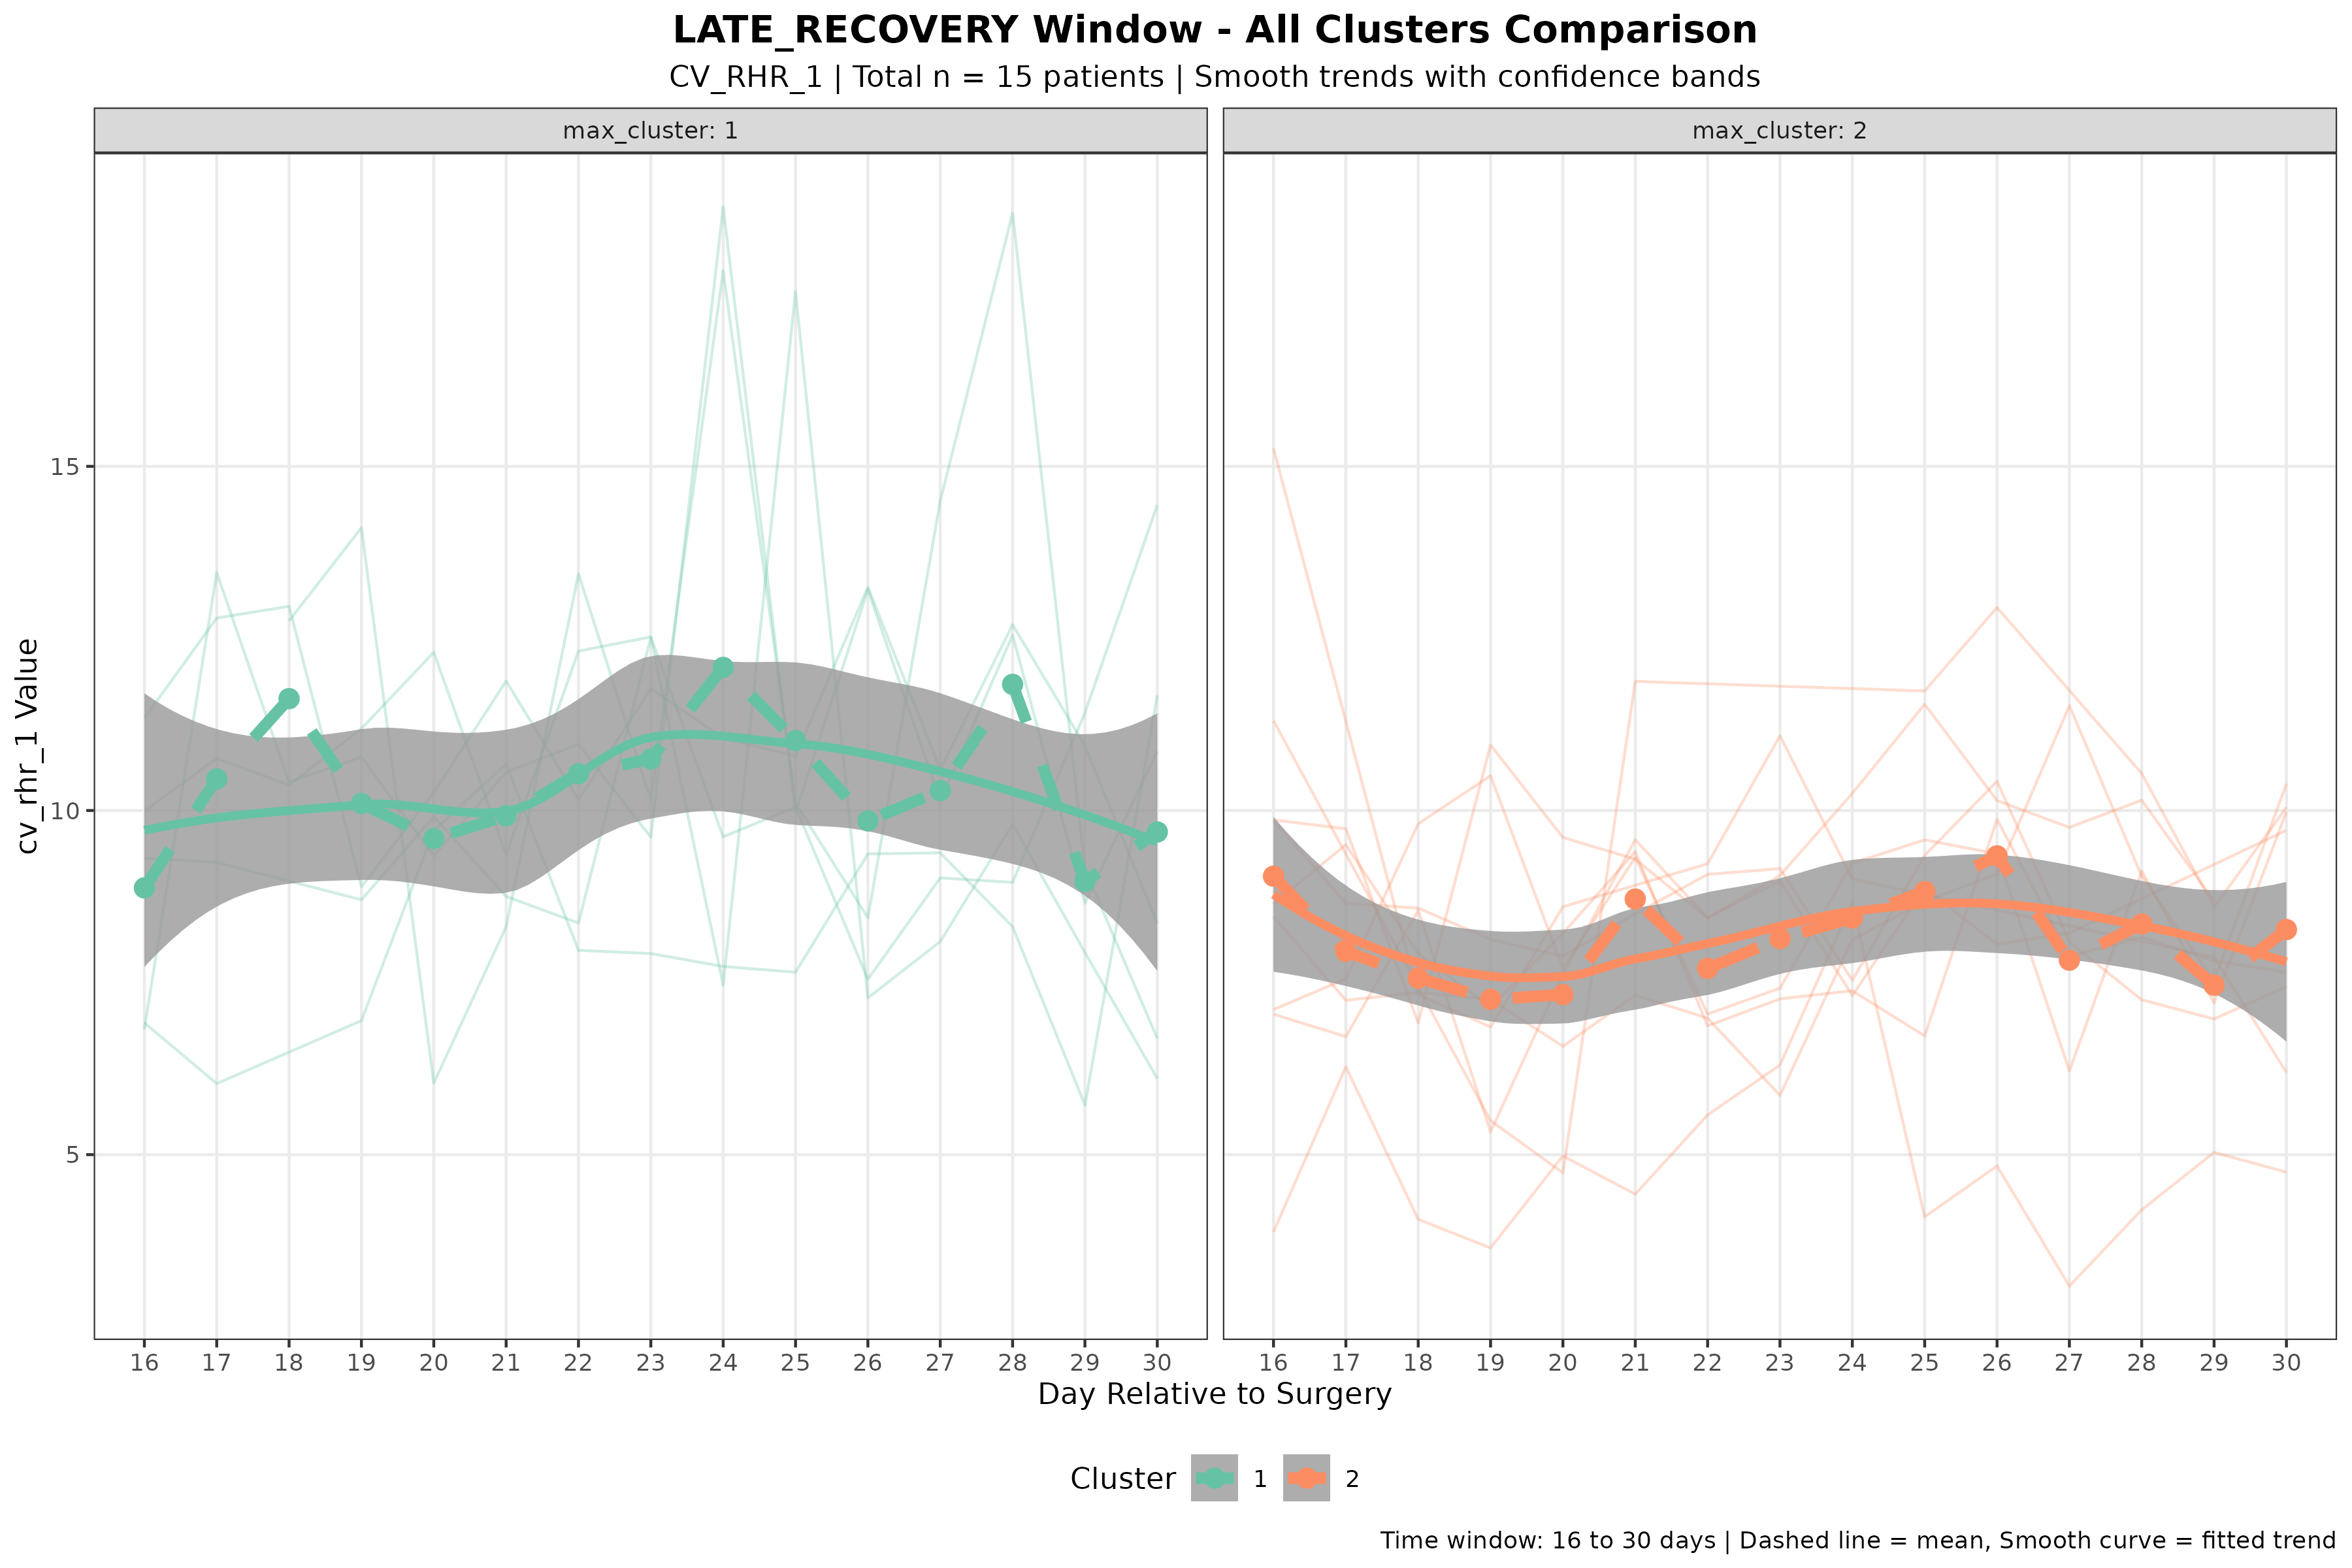 LATE_RECOVERY Window - All Clusters Comparison
CV_RHR_1 | Total n = 15 patients | Smooth trends with confidence bands
max_cluster: 1
max_cluster: 2
cv_rhr_1 Value
15
10
5
16 17 18 19 20 21 22 23 24 25 26 27 28 29 30
16 17 18 19 20 21 22 23 24 25 26 27 28 29 30
Day Relative to Surgery
Cluster 1 2
Time window: 16 to 30 days | Dashed line = mean, Smooth curve = fitted trend